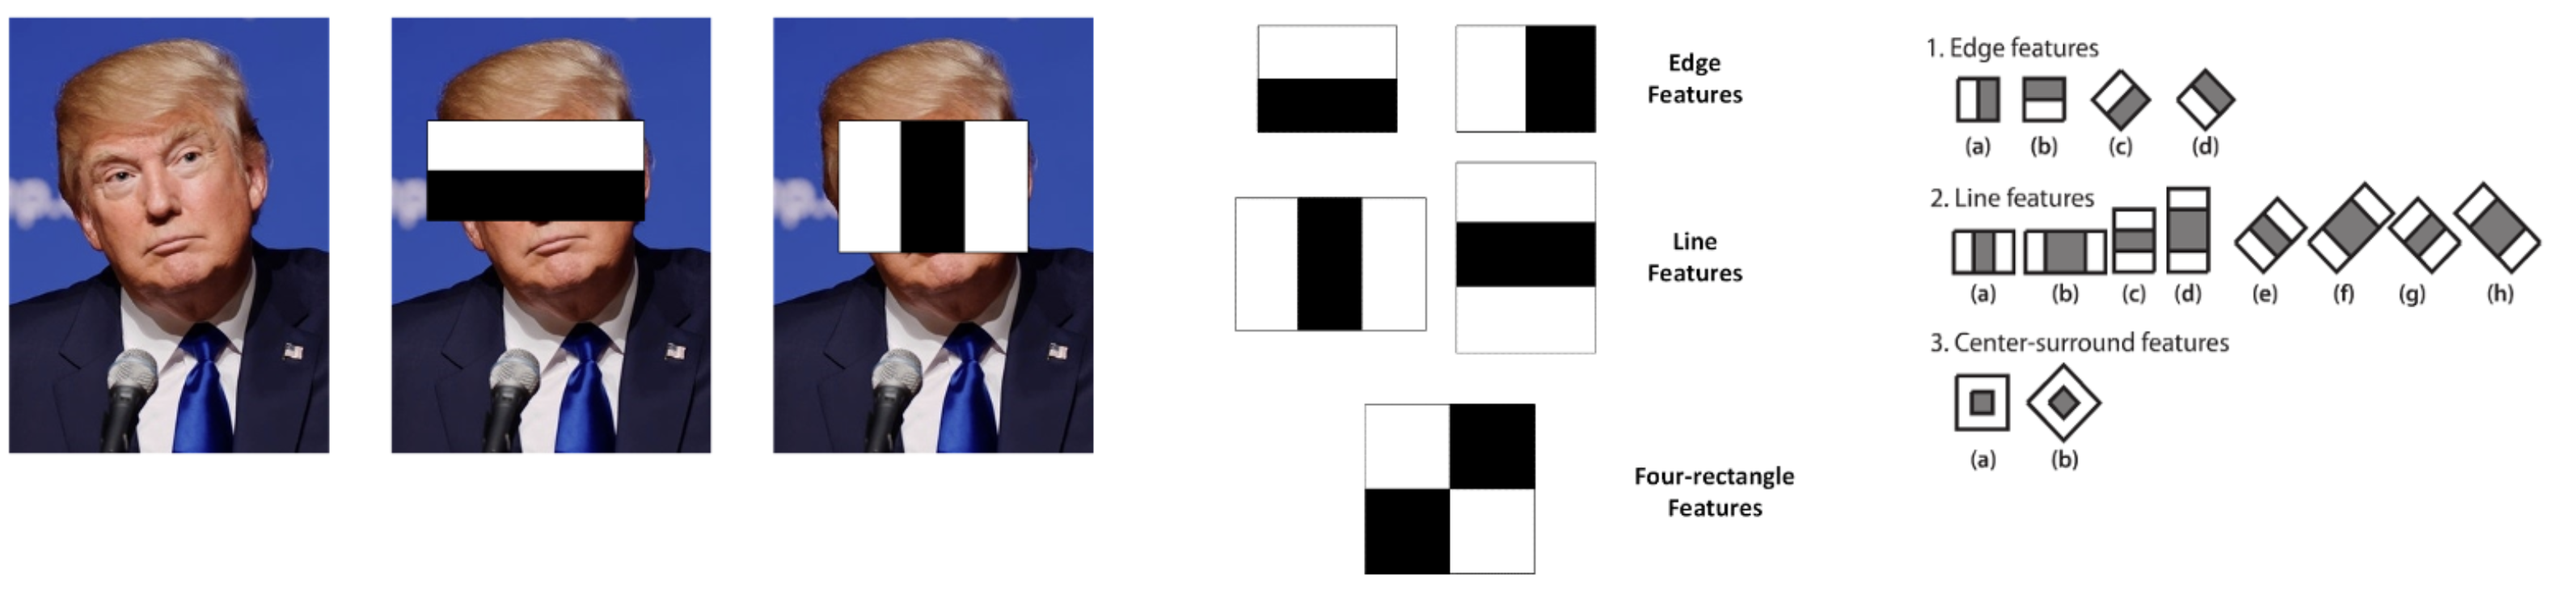 Edge
Features
Line
Features
Four-rectangle
Features
1. Edge features
(a) (b) (c) (d)
2. Line features
(a) (b) (c) (d) (e) (f) (g) (h)
3. Center-surround features
(a) (b)